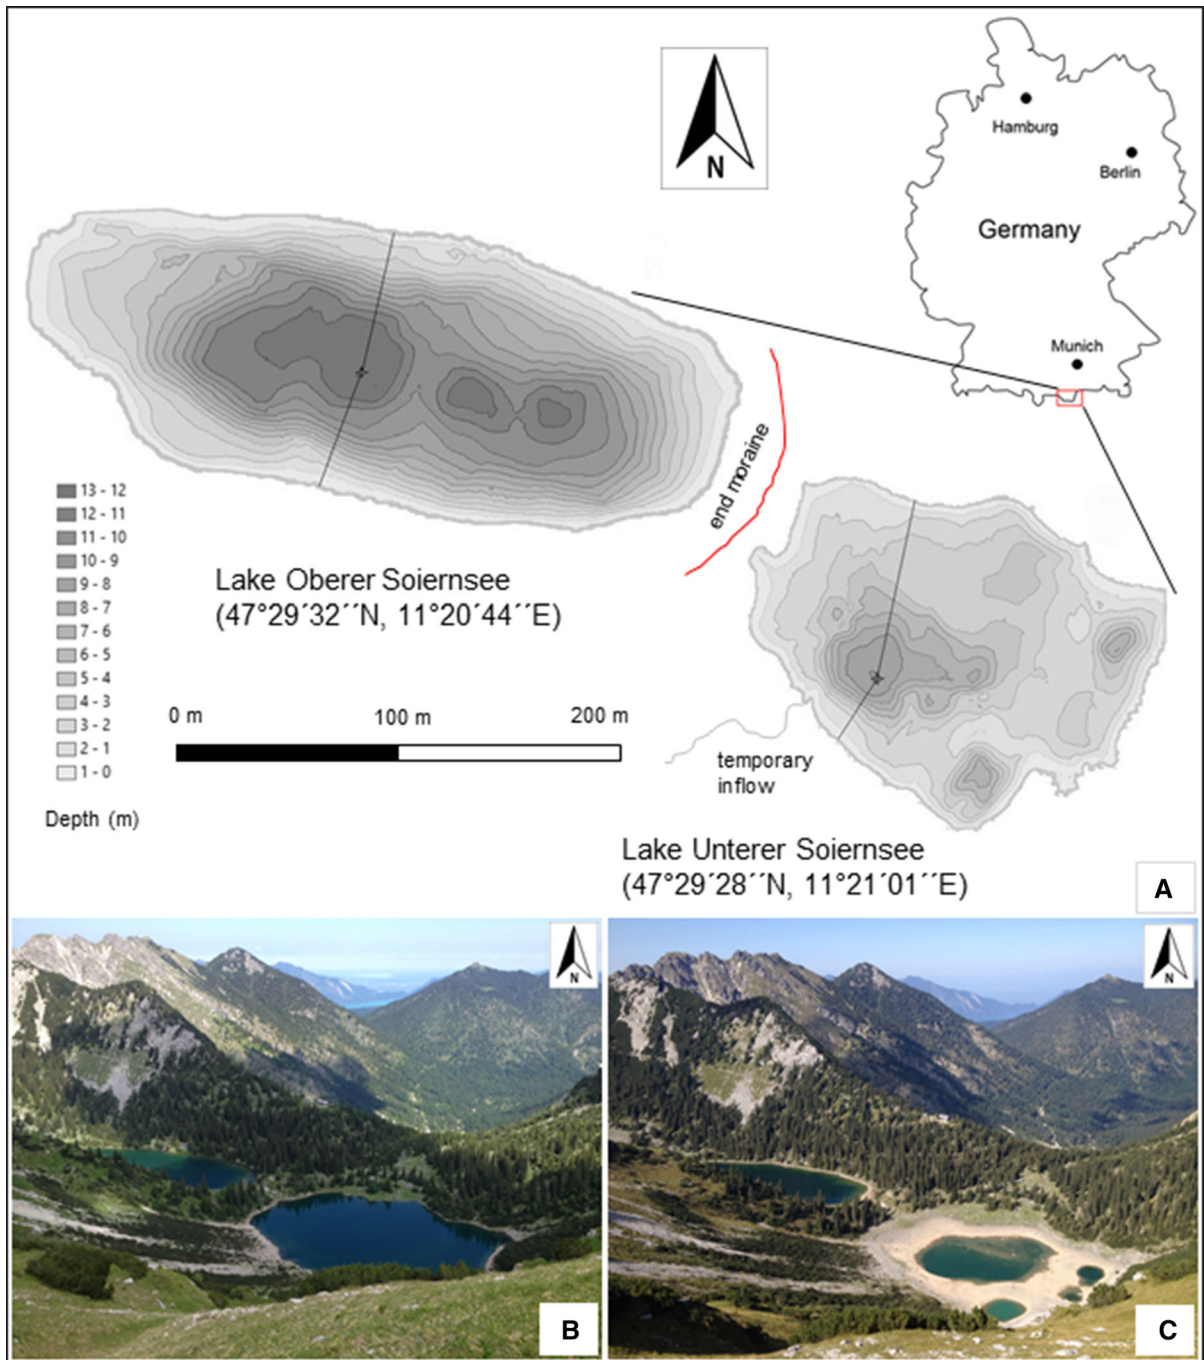 N
Hamburg
Berlin
Germany
Munich
end moraine
13 - 12
12 - 11
11 - 10
10 - 9
9 - 8
8 - 7
7 - 6
6 - 5
5 - 4
4 - 3
3 - 2
2 - 1
1 - 0
Depth (m)
Lake Oberer Soiernsee
(47°29´32´´N, 11°20´44´´E)
0 m 100 m 200 m
temporary
inflow
Lake Unterer Soiernsee
(47°29´28´´N, 11°21´01´´E)
A
N
B
N
C